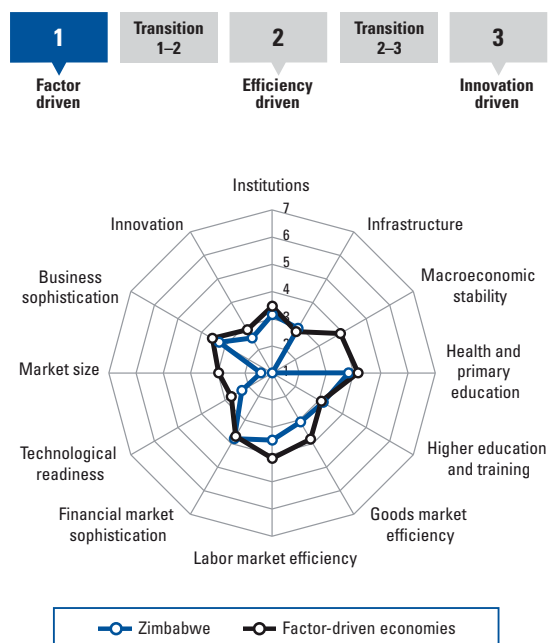 1
Transition
1–2
2
Transition
2–3
3
Factor
driven
Efficiency
driven
Innovation
driven
Institutions
Infrastructure
Macroeconomic
stability
Health and
primary
education
Higher education
and training
Goods market
efficiency
Labor market efficiency
Financial market
sophistication
Technological
readiness
Market size
Business
sophistication
Innovation
7
6
5
4
3
2
1
Zimbabwe
Factor-driven economies